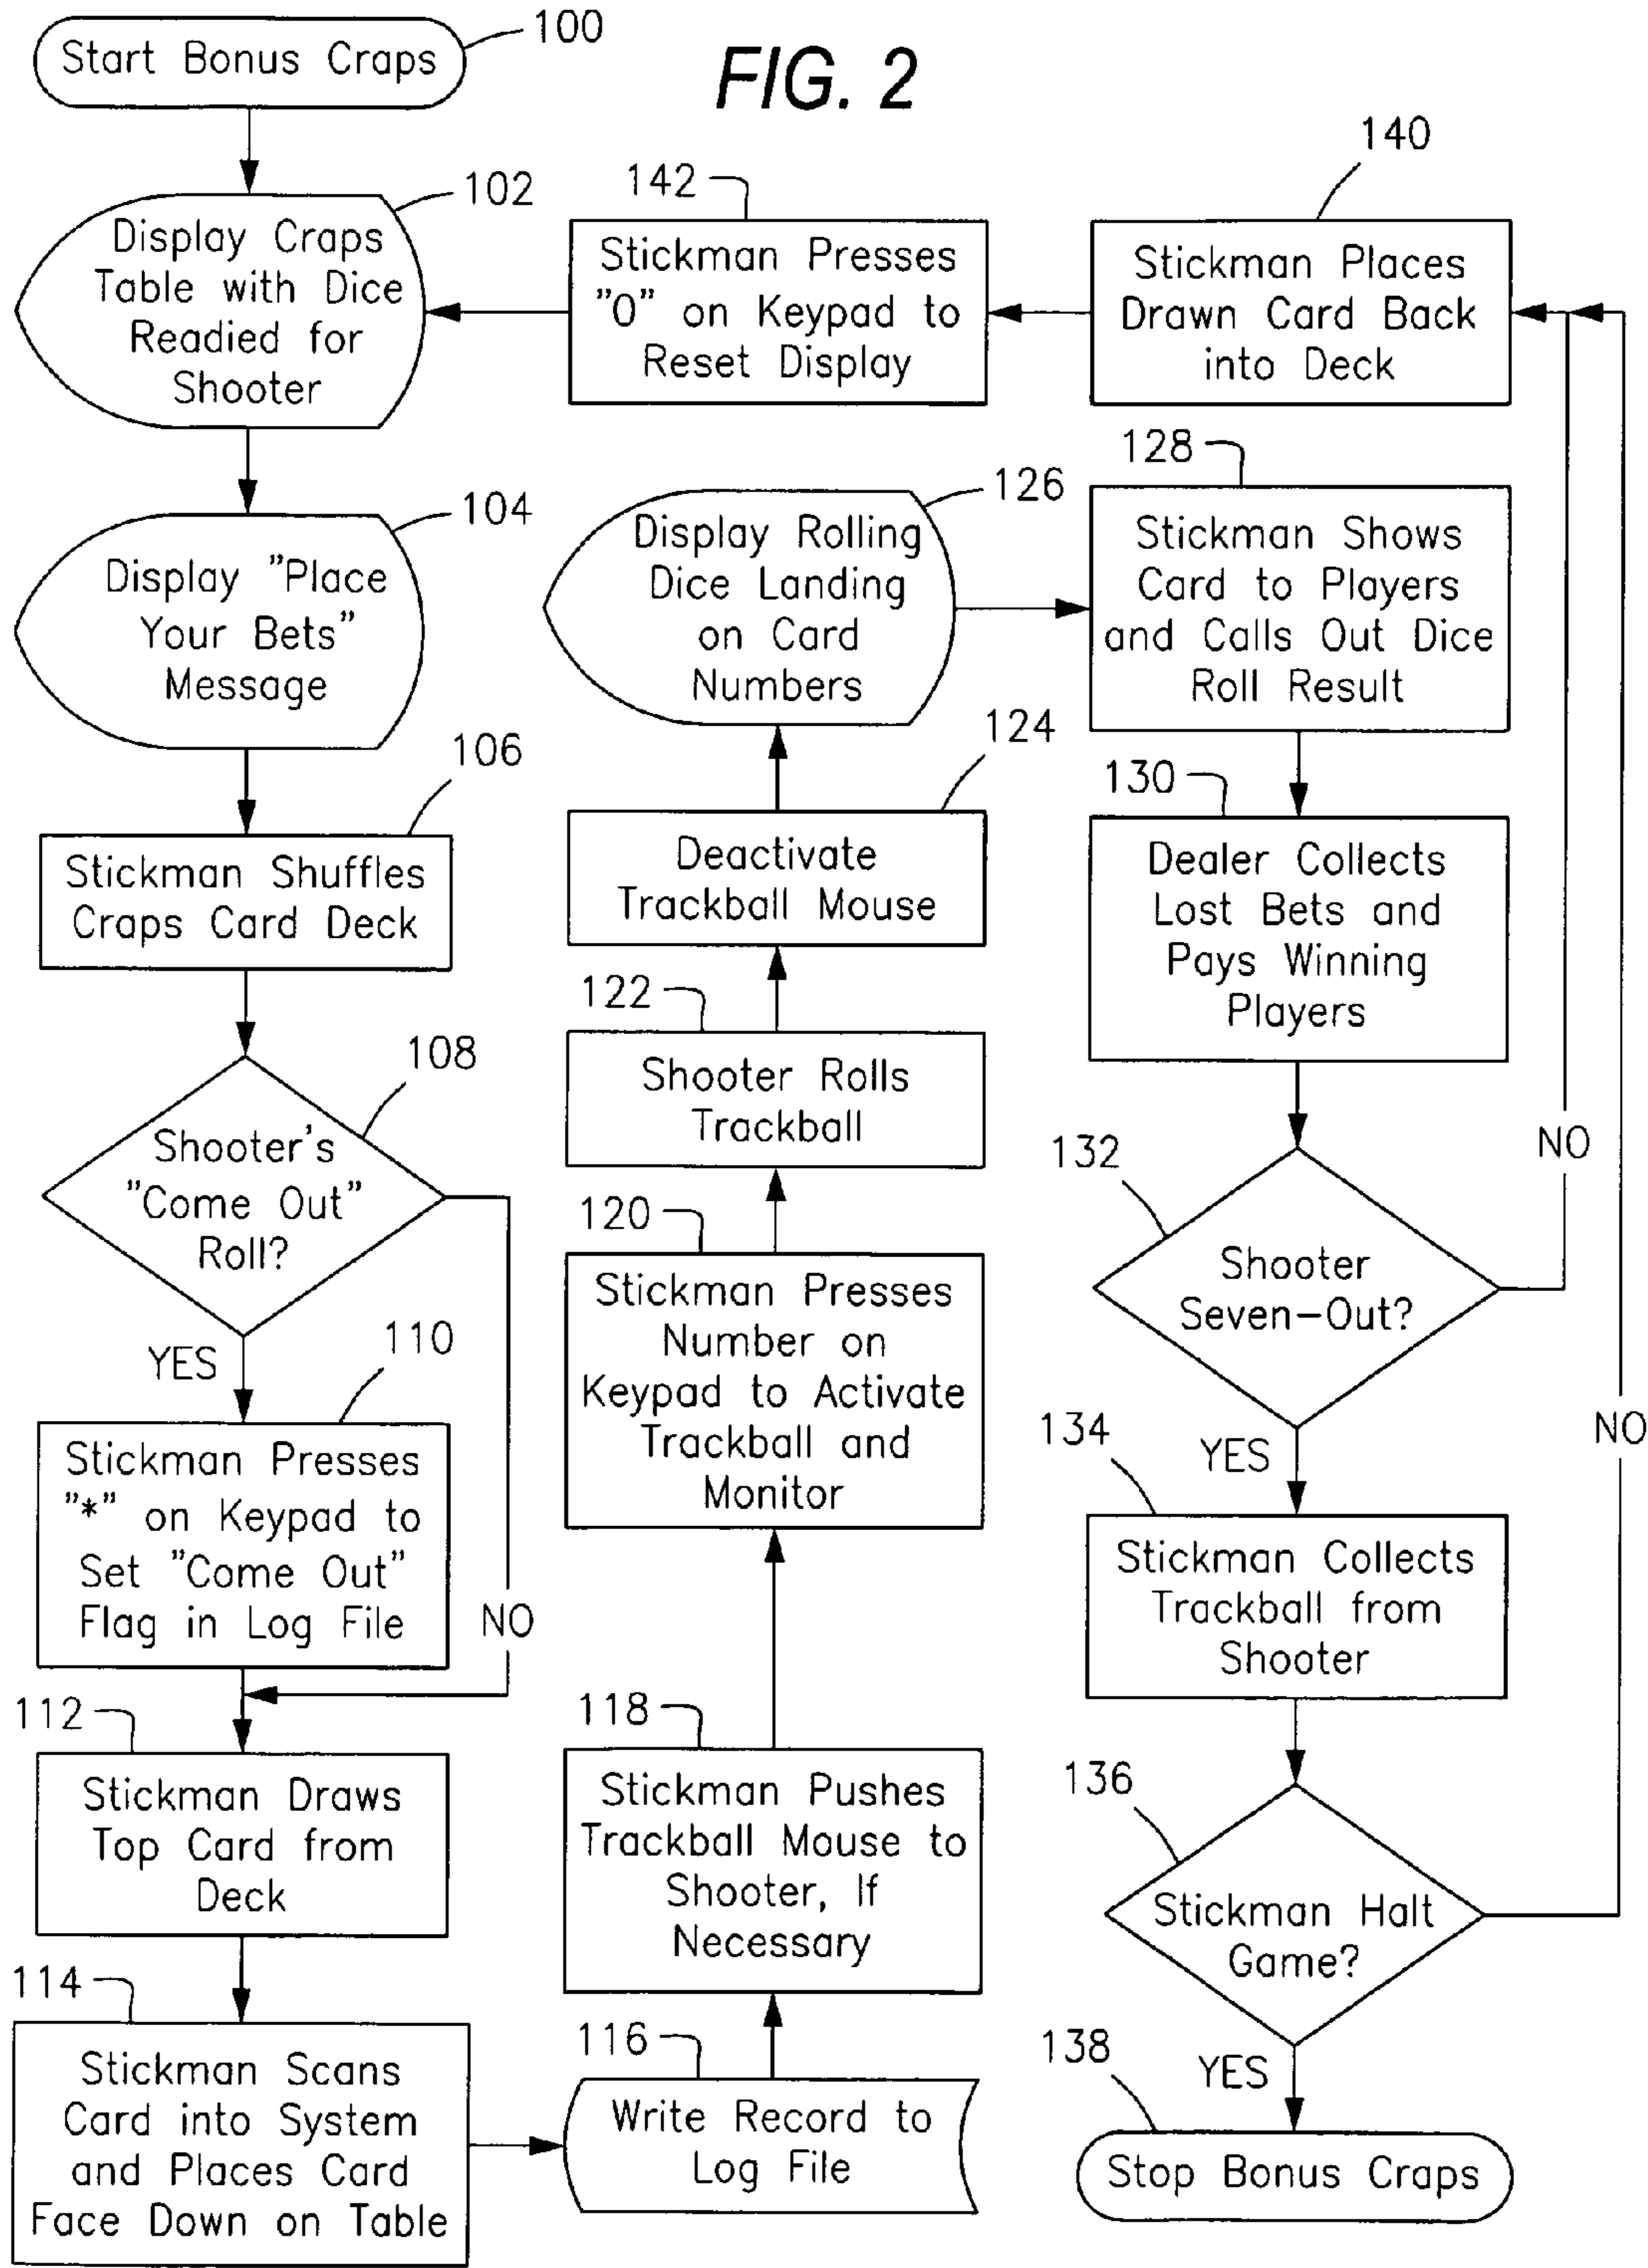 FIG. 2
100
Start Bonus Craps
102
Display Craps
Table with Dice
Readied for
Shooter
104
Display "Place
Your Bets"
Message
106
Stickman Shuffles
Craps Card Deck
108
Shooter's
"Come Out"
Roll?
YES
NO
110
Stickman Presses
"*" on Keypad to
Set "Come Out"
Flag in Log File
112
Stickman Draws
Top Card from
Deck
114
Stickman Scans
Card into System
and Places Card
Face Down on Table
116
Write Record to
Log File
118
Stickman Pushes
Trackball Mouse to
Shooter, If
Necessary
120
Stickman Presses
Number on
Keypad to Activate
Trackball and
Monitor
122
Shooter Rolls
Trackball
124
Deactivate
Trackball Mouse
126
Display Rolling
Dice Landing
on Card
Numbers
128
Stickman Shows
Card to Players
and Calls Out Dice
Roll Result
130
Dealer Collects
Lost Bets and
Pays Winning
Players
132
Shooter
Seven-Out?
NO
YES
134
Stickman Collects
Trackball from
Shooter
136
Stickman Halt
Game?
NO
YES
138
Stop Bonus Craps
140
Stickman Places
Drawn Card Back
into Deck
142
Stickman Presses
"0" on Keypad to
Reset Display